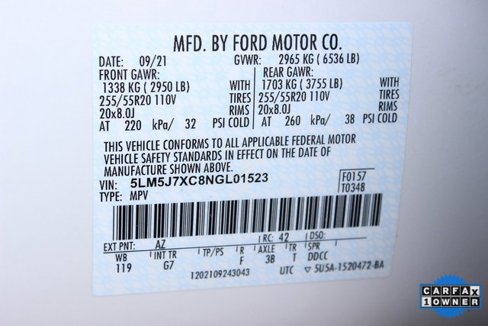 MFD. BY FORD MOTOR CO.
DATE: 09/21 GVWR: 2965 KG ( 6536 LB)
FRONT GAWR: REAR GAWR:
1338 KG ( 2950 LB) WITH 1703 KG ( 3755 LB) WITH
255/55R20 110V TIRES 255/55R20 110V TIRES
20x8.0J RIMS 20x8.0J RIMS
AT 220 kPa/ 32 PSI COLD AT 260 kPa/ 38 PSI COLD
THIS VEHICLE CONFORMS TO ALL APPLICABLE FEDERAL MOTOR
VEHICLE SAFETY STANDARDS IN EFFECT ON THE DATE OF
MANUFACTURE SHOWN ABOVE.
VIN: 5LM5J7XC8NGL01523 F0157
TYPE: MPV T0348
EXT PNT: AZ RC: 42 DSO:
WB INT TR TP/PS R AXLE TR SPR
119 G7 F 3B T DDCC
1202109243043 UTC 5U5A-1520472-BA
CARFAX
1 OWNER